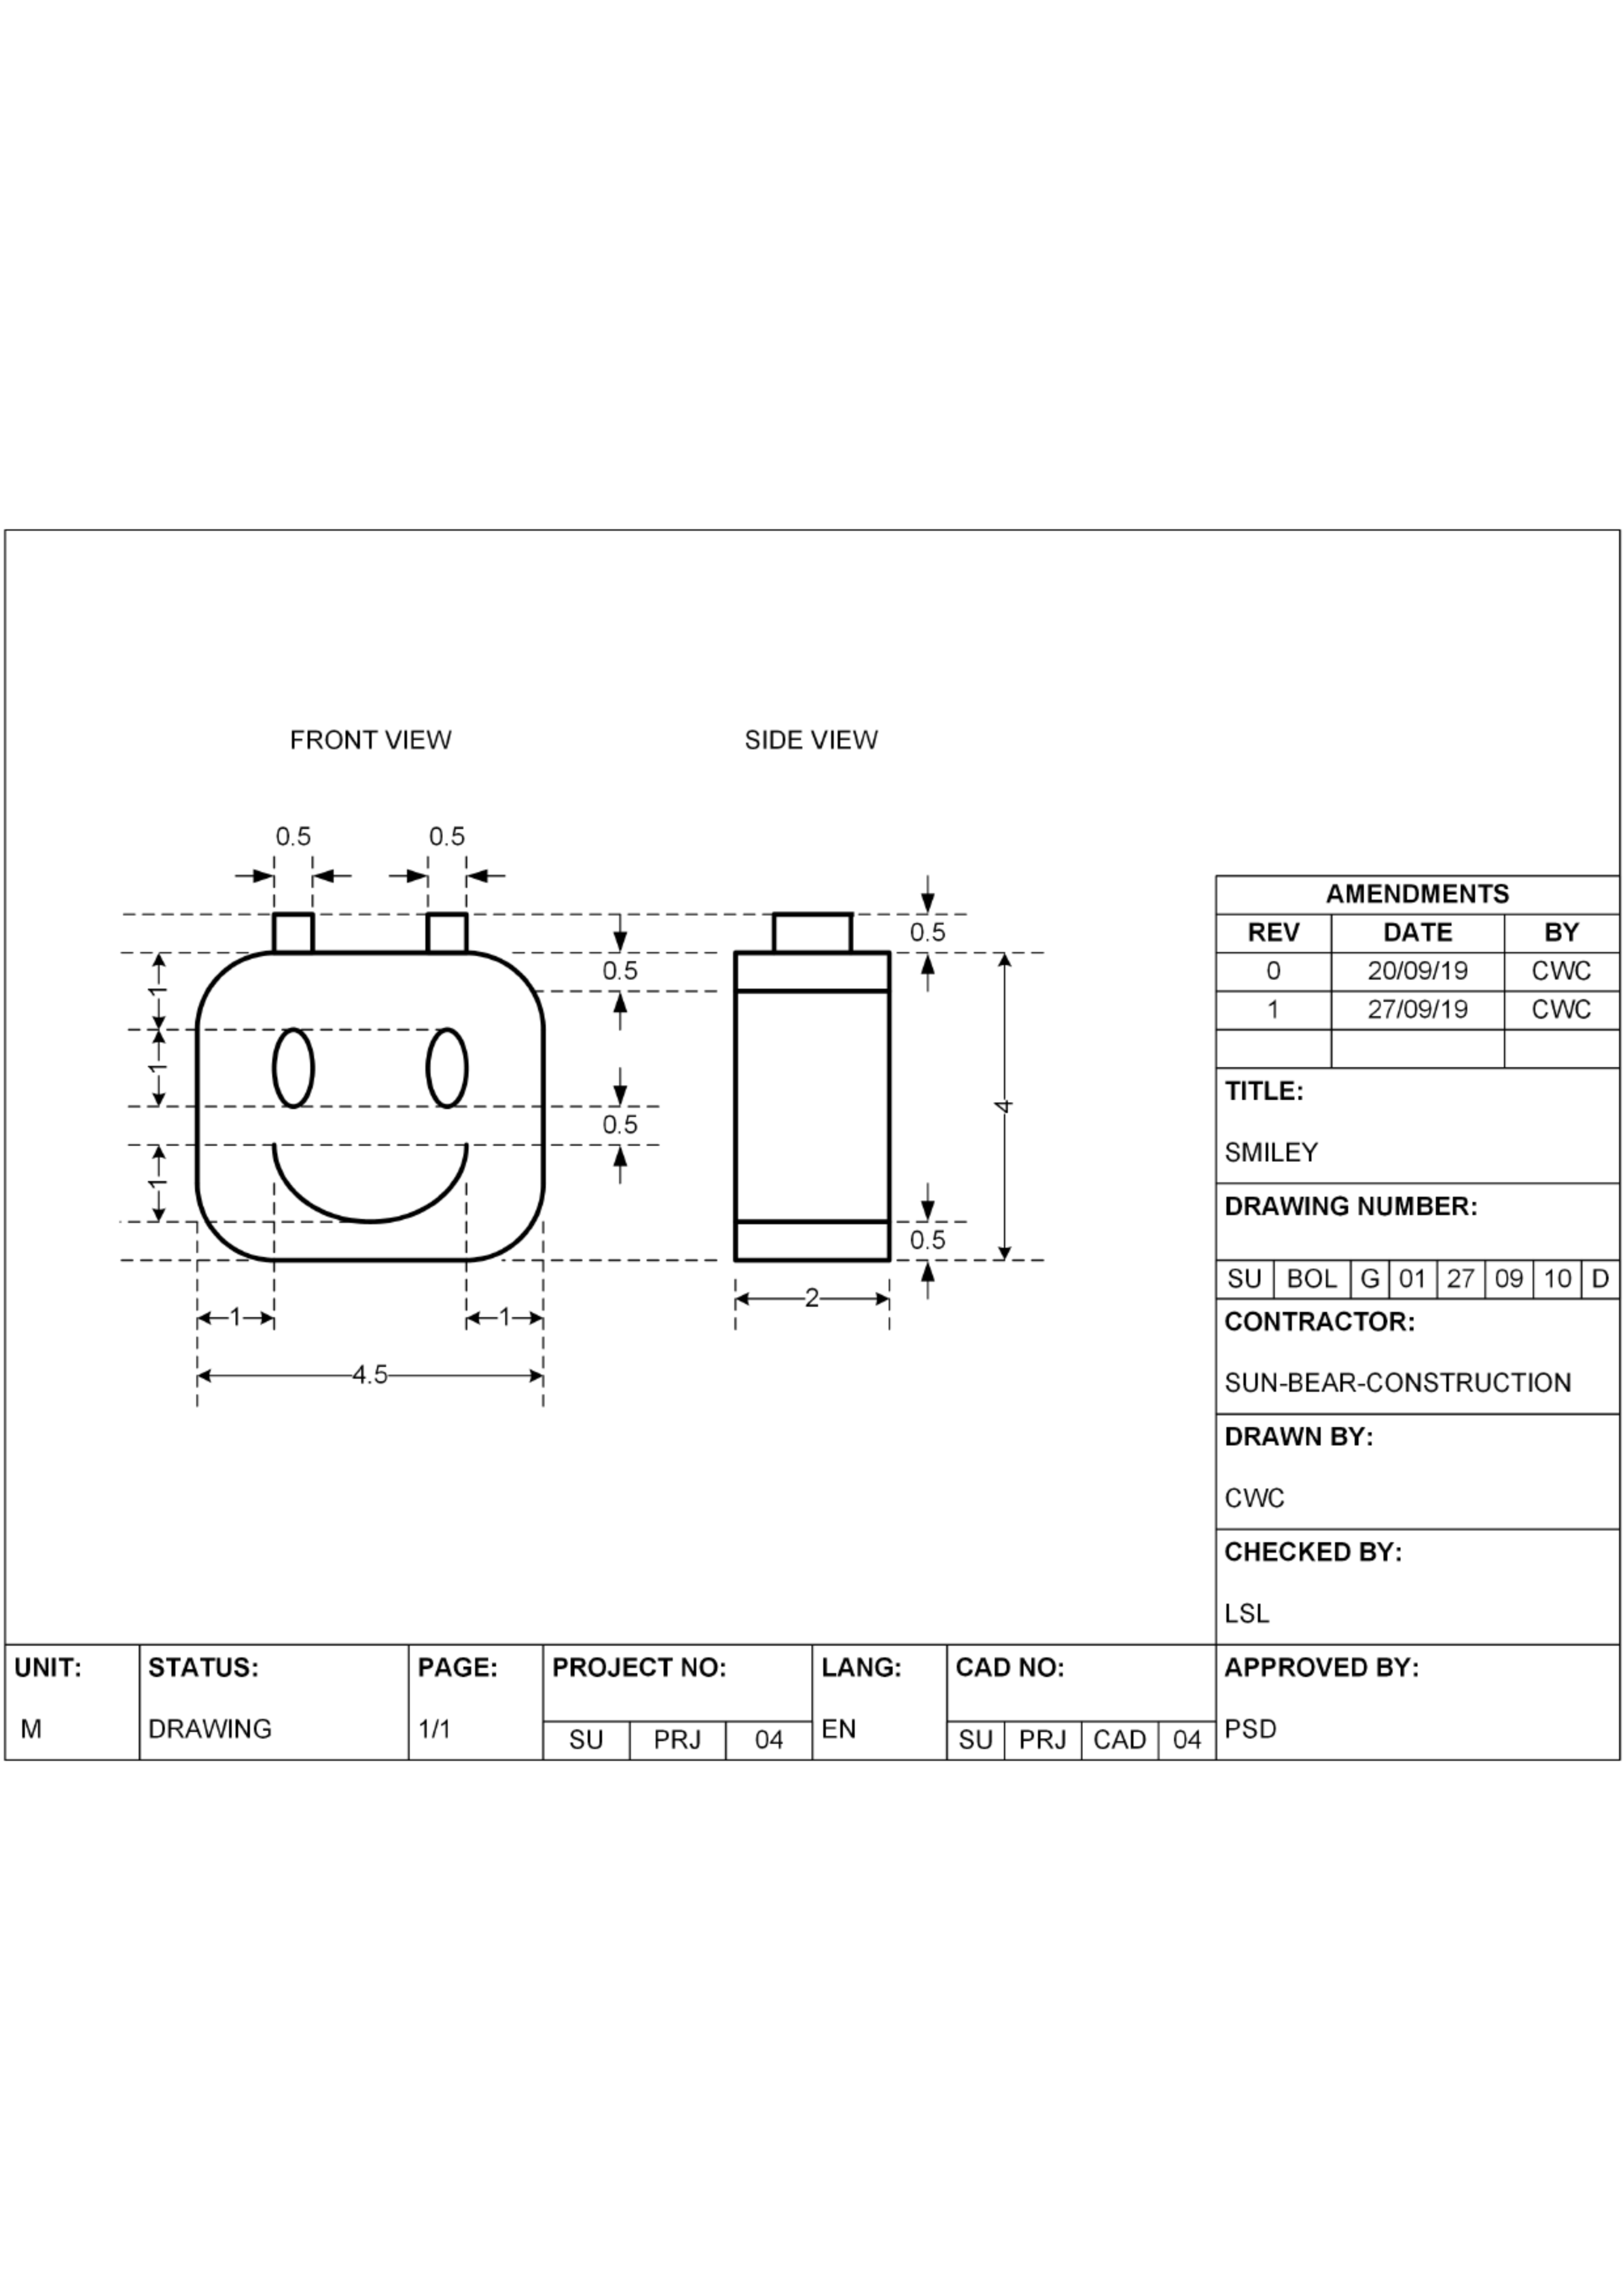 FRONT VIEW
SIDE VIEW
0.5 0.5
0.5
0.5
1
1
4
0.5
1
0.5
2
1 1
4.5
AMENDMENTS
REV DATE BY
0 20/09/19 CWC
1 27/09/19 CWC
TITLE:
SMILEY
DRAWING NUMBER:
SU BOL G 01 27 09 10 D
CONTRACTOR:
SUN-BEAR-CONSTRUCTION
DRAWN BY:
CWC
CHECKED BY:
LSL
UNIT:
M
STATUS:
DRAWING
PAGE:
1/1
PROJECT NO:
SU PRJ 04
LANG:
EN
CAD NO:
SU PRJ CAD 04
APPROVED BY:
PSD